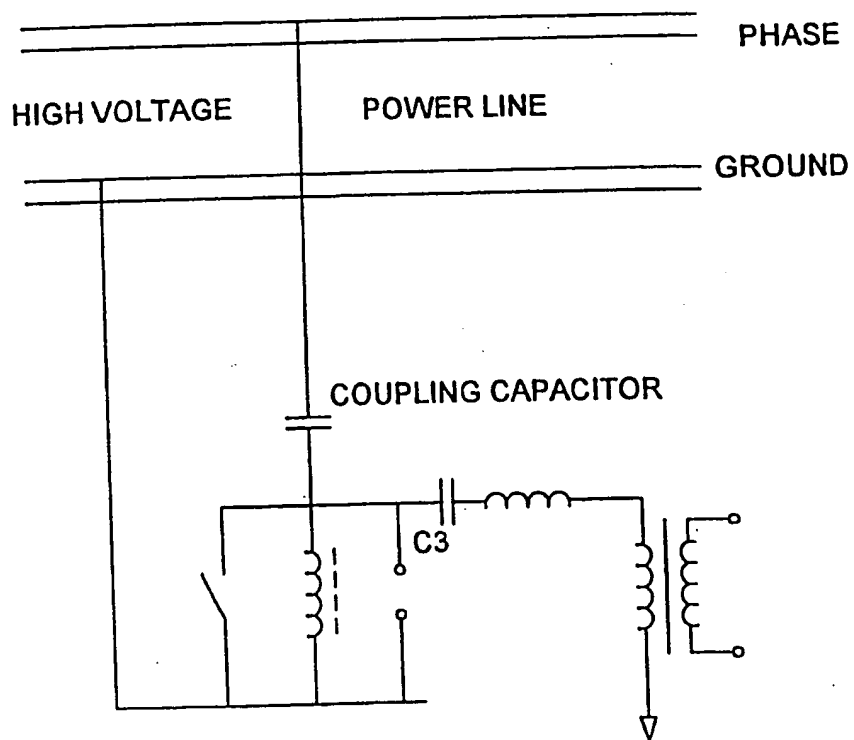 PHASE
HIGH VOLTAGE
POWER LINE
GROUND
COUPLING CAPACITOR
C3